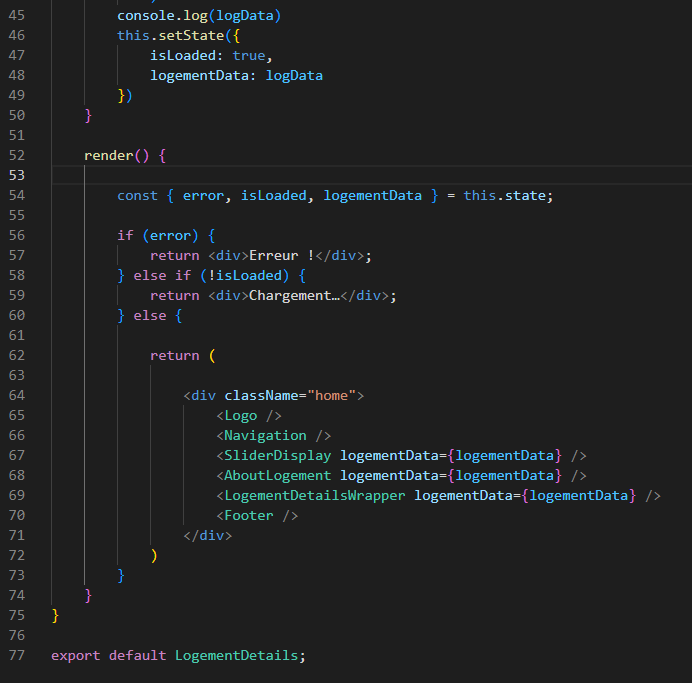 45 console.log(logData)
46 this.setState({
47 isLoaded: true,
48 logementData: logData
49 })
50 }
51
52 render() {
53
54 const { error, isLoaded, logementData } = this.state;
55
56 if (error) {
57 return <div>Erreur !</div>;
58 } else if (!isLoaded) {
59 return <div>Chargement…</div>;
60 } else {
61
62 return (
63
64 <div className="home">
65 <Logo />
66 <Navigation />
67 <SliderDisplay logementData={logementData} />
68 <AboutLogement logementData={logementData} />
69 <LogementDetailsWrapper logementData={logementData} />
70 <Footer />
71 </div>
72 )
73 }
74 }
75 }
76
77 export default LogementDetails;